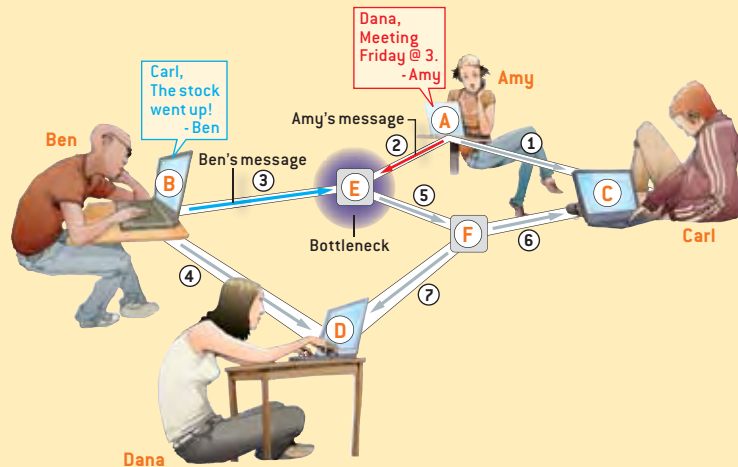 Dana,
Meeting
Friday @ 3.
- Amy
Carl,
The stock
went up!
- Ben
Amy
A
Amy's message
Ben
2
1
Ben's message
B
3
E
5
C
Bottleneck
F
6
Carl
4
7
D
Dana